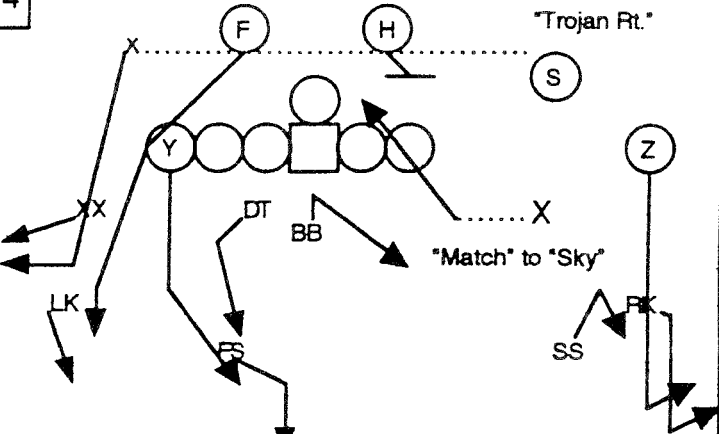 4
"Trojan Rt."
F
H
x
S
Y
Z
XX
DT
BB
X
"Match" to "Sky"
LK
RK
FS
SS